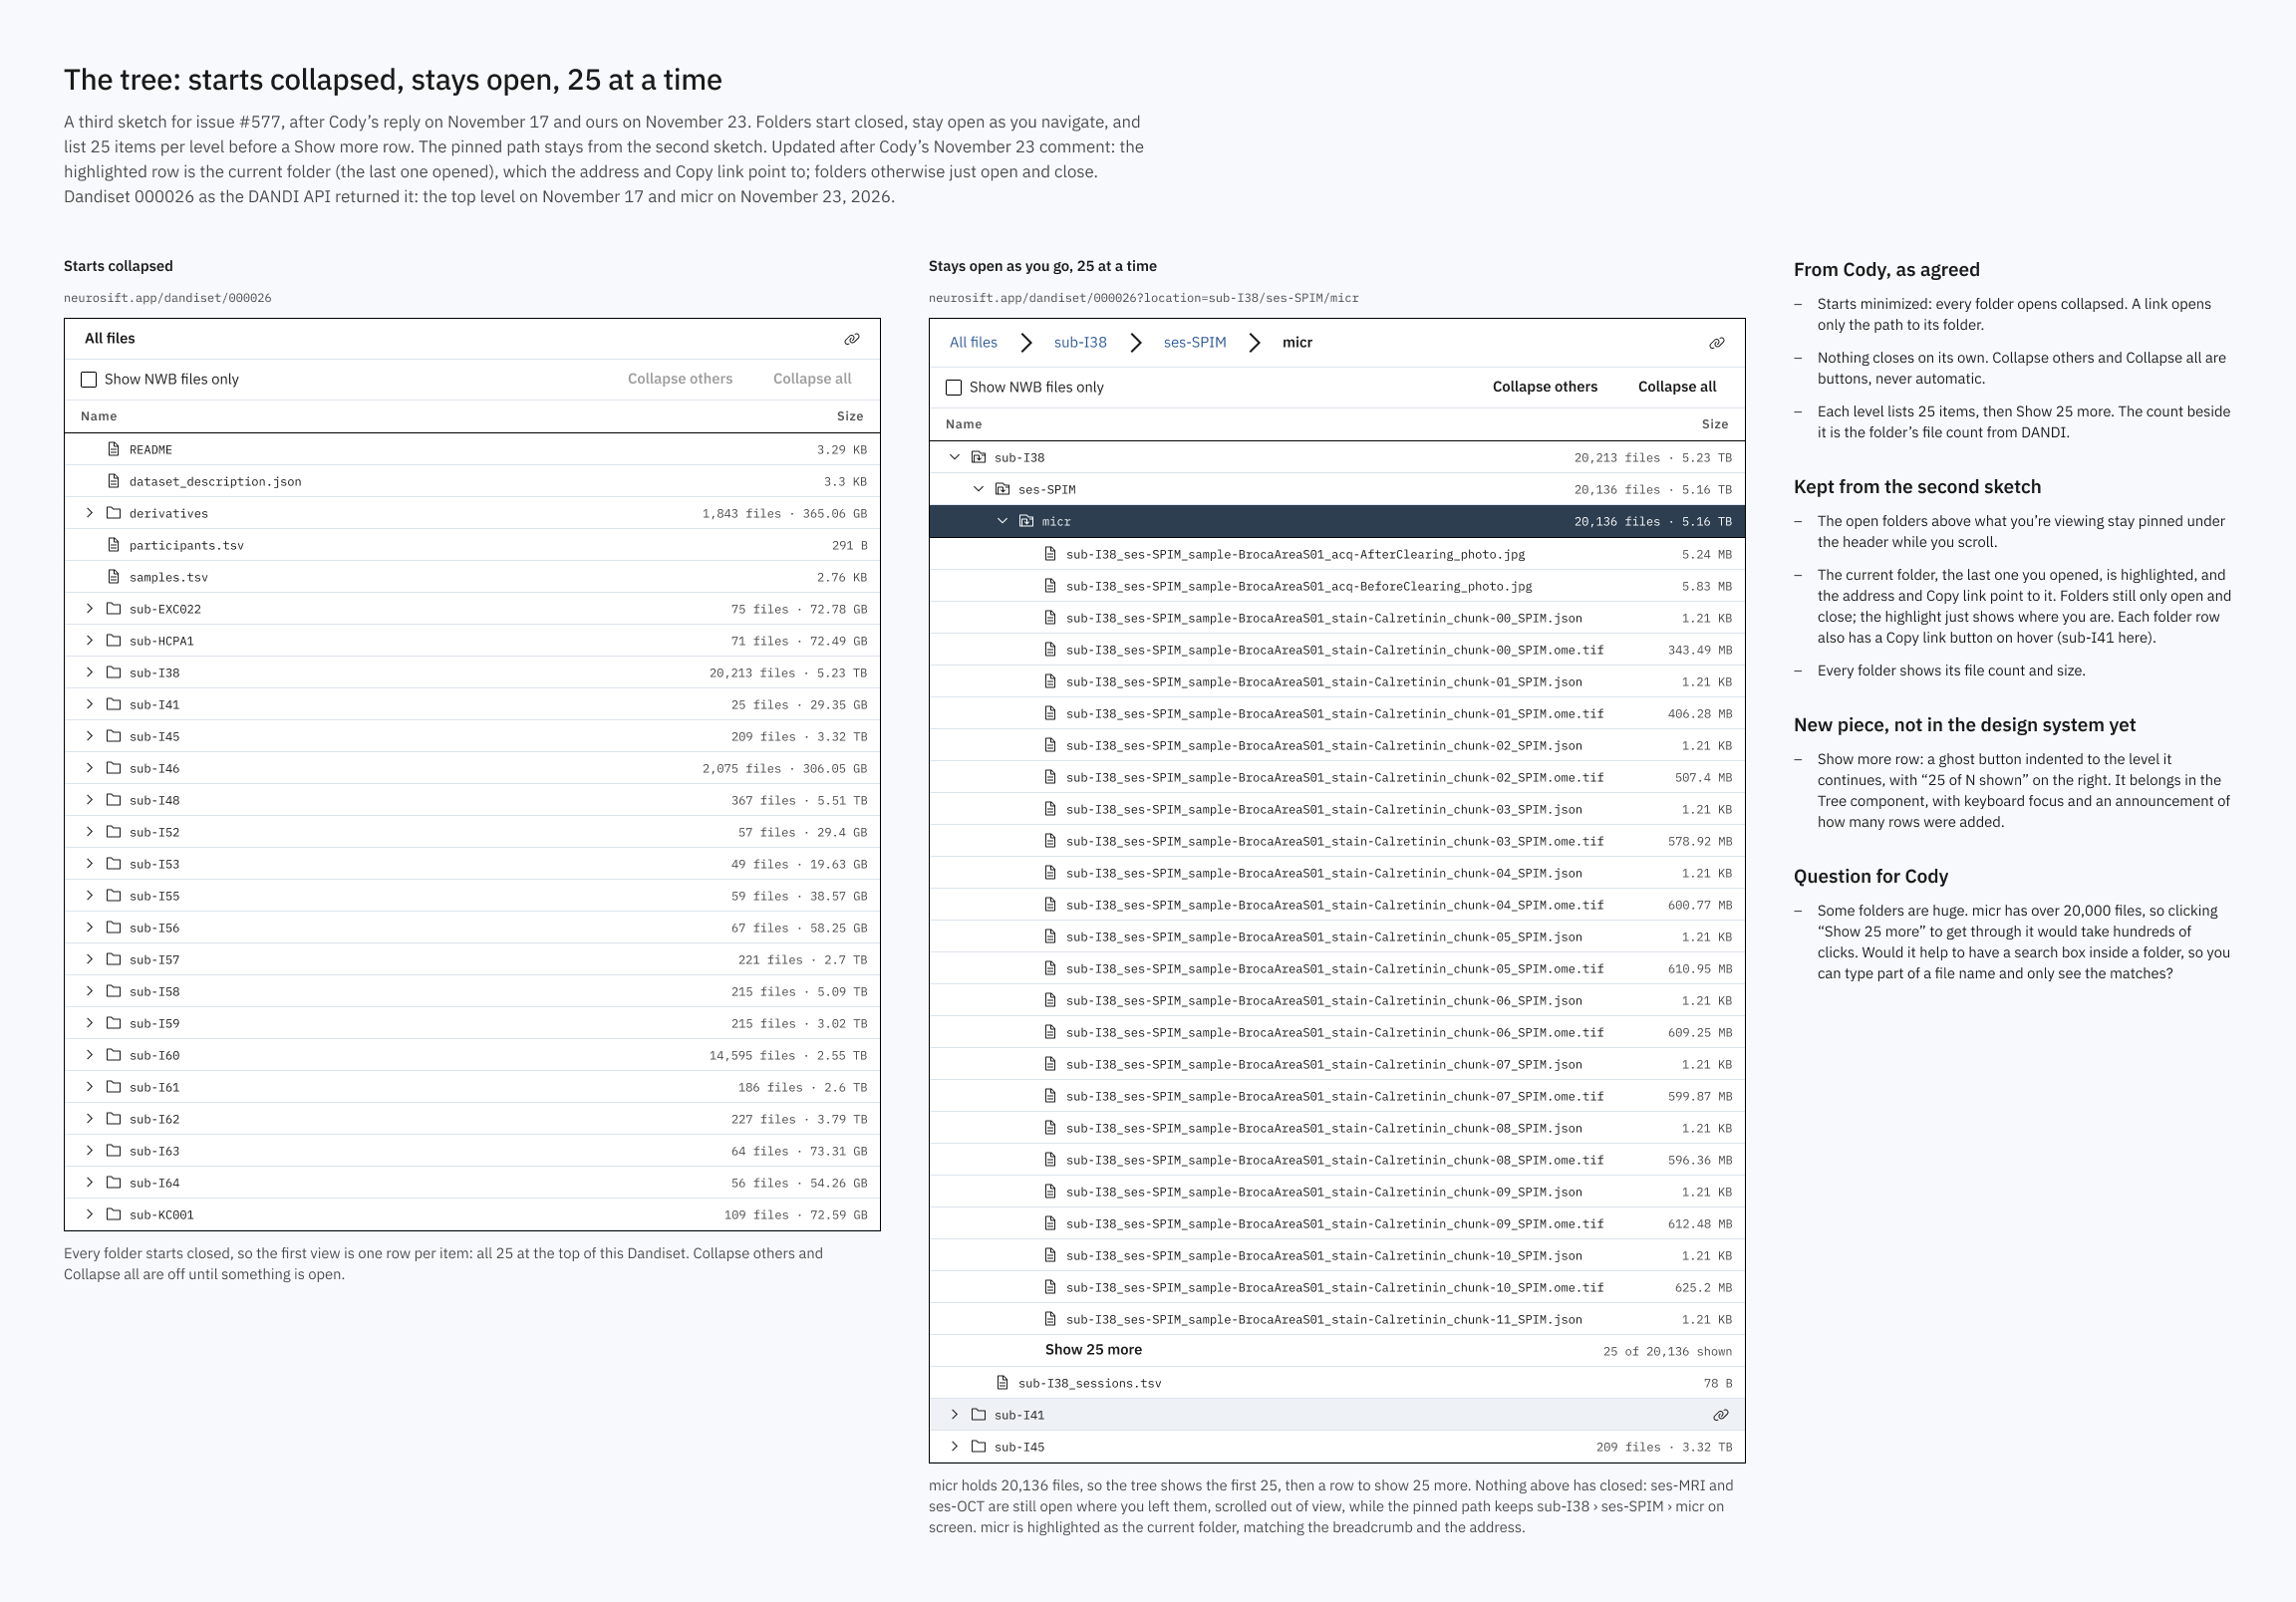 The tree: starts collapsed, stays open, 25 at a time
A third sketch for issue #577, after Cody’s reply on November 17 and ours on November 23. Folders start closed, stay open as you navigate, and
list 25 items per level before a Show more row. The pinned path stays from the second sketch. Updated after Cody’s November 23 comment: the
highlighted row is the current folder (the last one opened), which the address and Copy link point to; folders otherwise just open and close.
Dandiset 000026 as the DANDI API returned it: the top level on November 17 and micr on November 23, 2026.
Starts collapsed
neurosift.app/dandiset/000026
All files
Show NWB files only Collapse others Collapse all
Name Size
README 3.29 KB
dataset_description.json 3.3 KB
derivatives 1,843 files · 365.06 GB
participants.tsv 291 B
samples.tsv 2.76 KB
sub-EXC022 75 files · 72.78 GB
sub-HCPA1 71 files · 72.49 GB
sub-I38 20,213 files · 5.23 TB
sub-I41 25 files · 29.35 GB
sub-I45 209 files · 3.32 TB
sub-I46 2,075 files · 306.05 GB
sub-I48 367 files · 5.51 TB
sub-I52 57 files · 29.4 GB
sub-I53 49 files · 19.63 GB
sub-I55 59 files · 38.57 GB
sub-I56 67 files · 58.25 GB
sub-I57 221 files · 2.7 TB
sub-I58 215 files · 5.09 TB
sub-I59 215 files · 3.02 TB
sub-I60 14,595 files · 2.55 TB
sub-I61 186 files · 2.6 TB
sub-I62 227 files · 3.79 TB
sub-I63 64 files · 73.31 GB
sub-I64 56 files · 54.26 GB
sub-KC001 109 files · 72.59 GB
Every folder starts closed, so the first view is one row per item: all 25 at the top of this Dandiset. Collapse others and
Collapse all are off until something is open.
Stays open as you go, 25 at a time
neurosift.app/dandiset/000026?location=sub-I38/ses-SPIM/micr
All files sub-I38 ses-SPIM micr
Show NWB files only Collapse others Collapse all
Name Size
sub-I38 20,213 files · 5.23 TB
ses-SPIM 20,136 files · 5.16 TB
micr 20,136 files · 5.16 TB
sub-I38_ses-SPIM_sample-BrocaAreaS01_acq-AfterClearing_photo.jpg 5.24 MB
sub-I38_ses-SPIM_sample-BrocaAreaS01_acq-BeforeClearing_photo.jpg 5.83 MB
sub-I38_ses-SPIM_sample-BrocaAreaS01_stain-Calretinin_chunk-00_SPIM.json 1.21 KB
sub-I38_ses-SPIM_sample-BrocaAreaS01_stain-Calretinin_chunk-00_SPIM.ome.tif 343.49 MB
sub-I38_ses-SPIM_sample-BrocaAreaS01_stain-Calretinin_chunk-01_SPIM.json 1.21 KB
sub-I38_ses-SPIM_sample-BrocaAreaS01_stain-Calretinin_chunk-01_SPIM.ome.tif 406.28 MB
sub-I38_ses-SPIM_sample-BrocaAreaS01_stain-Calretinin_chunk-02_SPIM.json 1.21 KB
sub-I38_ses-SPIM_sample-BrocaAreaS01_stain-Calretinin_chunk-02_SPIM.ome.tif 507.4 MB
sub-I38_ses-SPIM_sample-BrocaAreaS01_stain-Calretinin_chunk-03_SPIM.json 1.21 KB
sub-I38_ses-SPIM_sample-BrocaAreaS01_stain-Calretinin_chunk-03_SPIM.ome.tif 578.92 MB
sub-I38_ses-SPIM_sample-BrocaAreaS01_stain-Calretinin_chunk-04_SPIM.json 1.21 KB
sub-I38_ses-SPIM_sample-BrocaAreaS01_stain-Calretinin_chunk-04_SPIM.ome.tif 600.77 MB
sub-I38_ses-SPIM_sample-BrocaAreaS01_stain-Calretinin_chunk-05_SPIM.json 1.21 KB
sub-I38_ses-SPIM_sample-BrocaAreaS01_stain-Calretinin_chunk-05_SPIM.ome.tif 610.95 MB
sub-I38_ses-SPIM_sample-BrocaAreaS01_stain-Calretinin_chunk-06_SPIM.json 1.21 KB
sub-I38_ses-SPIM_sample-BrocaAreaS01_stain-Calretinin_chunk-06_SPIM.ome.tif 609.25 MB
sub-I38_ses-SPIM_sample-BrocaAreaS01_stain-Calretinin_chunk-07_SPIM.json 1.21 KB
sub-I38_ses-SPIM_sample-BrocaAreaS01_stain-Calretinin_chunk-07_SPIM.ome.tif 599.87 MB
sub-I38_ses-SPIM_sample-BrocaAreaS01_stain-Calretinin_chunk-08_SPIM.json 1.21 KB
sub-I38_ses-SPIM_sample-BrocaAreaS01_stain-Calretinin_chunk-08_SPIM.ome.tif 596.36 MB
sub-I38_ses-SPIM_sample-BrocaAreaS01_stain-Calretinin_chunk-09_SPIM.json 1.21 KB
sub-I38_ses-SPIM_sample-BrocaAreaS01_stain-Calretinin_chunk-09_SPIM.ome.tif 612.48 MB
sub-I38_ses-SPIM_sample-BrocaAreaS01_stain-Calretinin_chunk-10_SPIM.json 1.21 KB
sub-I38_ses-SPIM_sample-BrocaAreaS01_stain-Calretinin_chunk-10_SPIM.ome.tif 625.2 MB
sub-I38_ses-SPIM_sample-BrocaAreaS01_stain-Calretinin_chunk-11_SPIM.json 1.21 KB
Show 25 more 25 of 20,136 shown
sub-I38_sessions.tsv 78 B
sub-I41
sub-I45 209 files · 3.32 TB
micr holds 20,136 files, so the tree shows the first 25, then a row to show 25 more. Nothing above has closed: ses-MRI and
ses-OCT are still open where you left them, scrolled out of view, while the pinned path keeps sub-I38 › ses-SPIM › micr on
screen. micr is highlighted as the current folder, matching the breadcrumb and the address.
From Cody, as agreed
– Starts minimized: every folder opens collapsed. A link opens
only the path to its folder.
– Nothing closes on its own. Collapse others and Collapse all are
buttons, never automatic.
– Each level lists 25 items, then Show 25 more. The count beside
it is the folder’s file count from DANDI.
Kept from the second sketch
– The open folders above what you’re viewing stay pinned under
the header while you scroll.
– The current folder, the last one you opened, is highlighted, and
the address and Copy link point to it. Folders still only open and
close; the highlight just shows where you are. Each folder row
also has a Copy link button on hover (sub-I41 here).
– Every folder shows its file count and size.
New piece, not in the design system yet
– Show more row: a ghost button indented to the level it
continues, with “25 of N shown” on the right. It belongs in the
Tree component, with keyboard focus and an announcement of
how many rows were added.
Question for Cody
– Some folders are huge. micr has over 20,000 files, so clicking
“Show 25 more” to get through it would take hundreds of
clicks. Would it help to have a search box inside a folder, so you
can type part of a file name and only see the matches?